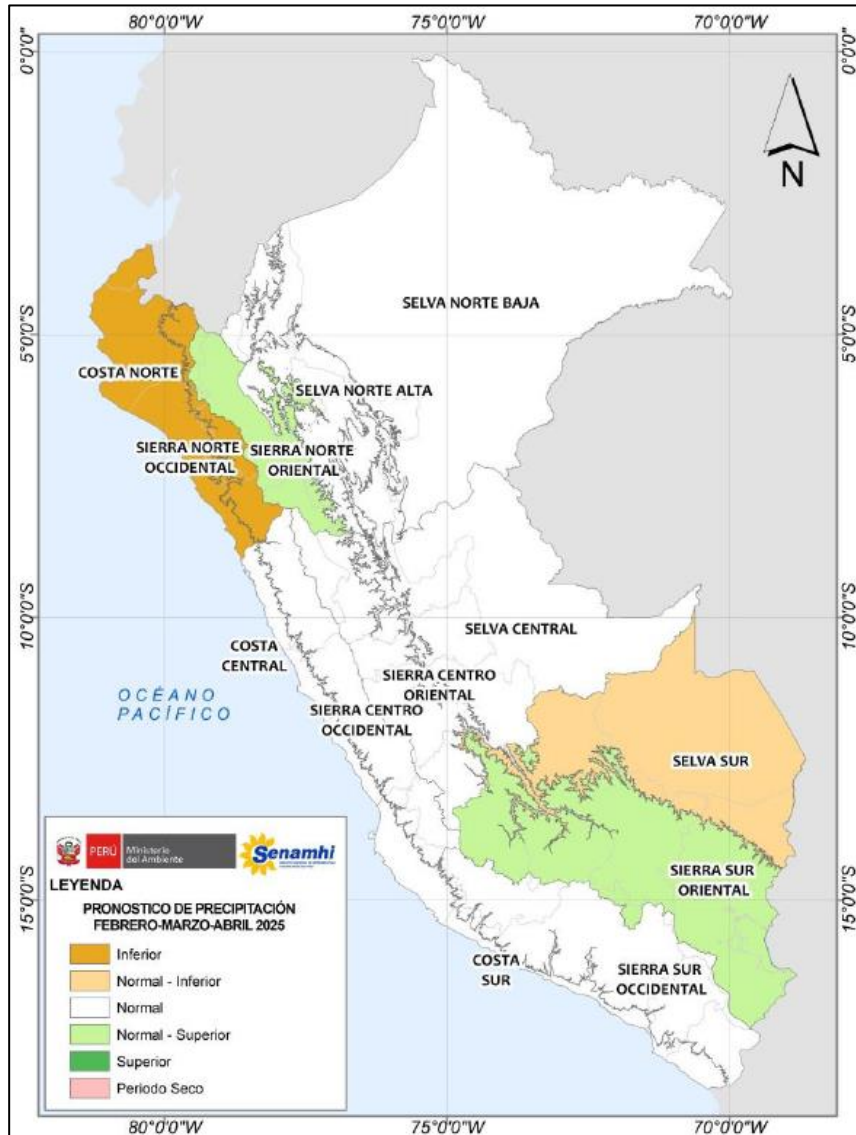 80°0'0"W 75°0'0"W 70°0'0"W
0°0'0" 0°0'0"
N
SELVA NORTE BAJA
5°0'0"S 5°0'0"S
COSTA NORTE
SELVA NORTE ALTA
SIERRA NORTE
OCCIDENTAL
SIERRA NORTE
ORIENTAL
10°0'0"S 10°0'0"S
SELVA CENTRAL
COSTA
CENTRAL
SIERRA CENTRO
ORIENTAL
OCÉANO
PACÍFICO
SIERRA CENTRO
OCCIDENTAL
SELVA SUR
SIERRA SUR
ORIENTAL
15°0'0"S 15°0'0"S
COSTA
SUR
SIERRA SUR
OCCIDENTAL
PERÚ Ministerio
del Ambiente
Senamhi
LEYENDA
PRONOSTICO DE PRECIPITACIÓN
FEBRERO-MARZO-ABRIL 2025
Inferior
Normal - Inferior
Normal
Normal - Superior
Superior
Periodo Seco
80°0'0"W 75°0'0"W 70°0'0"W